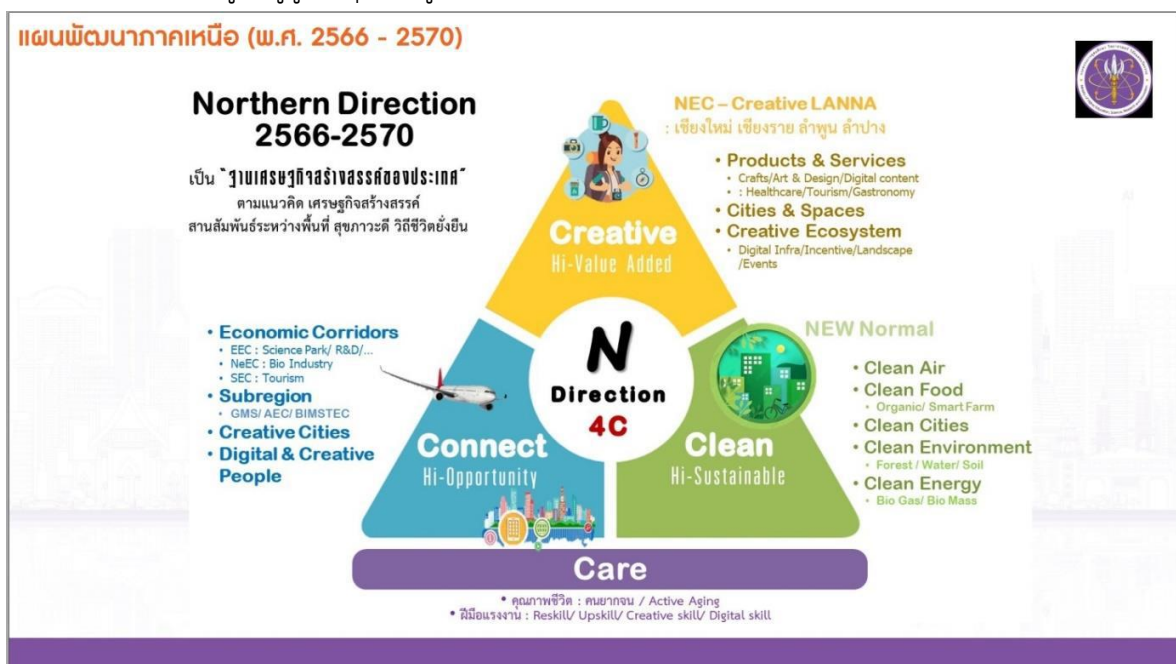 แผนพัฒนาภาคเหนือ (พ.ศ. 2566 - 2570)
Northern Direction
2566-2570
เป็น "ฐานเศรษฐกิจสร้างสรรค์ของประเทศ"
ตามแนวคิด เศรษฐกิจสร้างสรรค์
สานสัมพันธ์ระหว่างพื้นที่ สุขภาวะดี วิถีชีวิตยั่งยืน
NEC – Creative LANNA
: เชียงใหม่ เชียงราย ลำพูน ลำปาง
• Products & Services
• Crafts/Art & Design/Digital content
• : Healthcare/Tourism/Gastronomy
• Cities & Spaces
• Creative Ecosystem
• Digital Infra/Incentive/Landscape
/Events
Creative
Hi-Value Added
• Economic Corridors
• EEC : Science Park/ R&D/...
• NeEC : Bio Industry
• SEC : Tourism
• Subregion
• GMS/ AEC/ BIMSTEC
• Creative Cities
• Digital & Creative
People
N
Direction
4C
Connect
Hi-Opportunity
Clean
Hi-Sustainable
NEW Normal
• Clean Air
• Clean Food
• Organic/ Smart Farm
• Clean Cities
• Clean Environment
• Forest / Water/ Soil
• Clean Energy
• Bio Gas/ Bio Mass
Care
• คุณภาพชีวิต : คนยากจน / Active Aging
• ฝีมือแรงงาน : Reskill/ Upskill/ Creative skill/ Digital skill